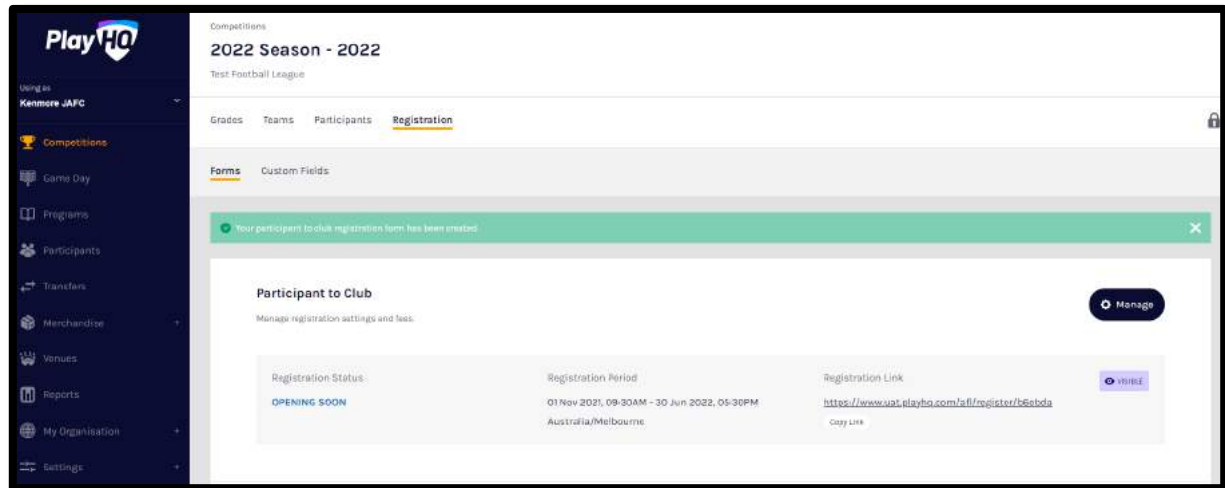 PlayHQ
Using as
Kenmore JAFC
Competitions
Game Day
Programs
Participants
Transfers
Merchandise +
Venues
Reports
My Organisation +
Settings +
Competitions
2022 Season - 2022
Test Football League
Grades Teams Participants Registration
Forms Custom Fields
Your participant to club registration form has been created
Participant to Club
Manage registration settings and fees.
Manage
Registration Status
OPENING SOON
Registration Period
01 Nov 2021, 09:30AM - 30 Jun 2022, 05:30PM
Australia/Melbourne
Registration Link
https://www.uat.playhq.com/afl/register/b6ebda
Copy Link
VISIBLE